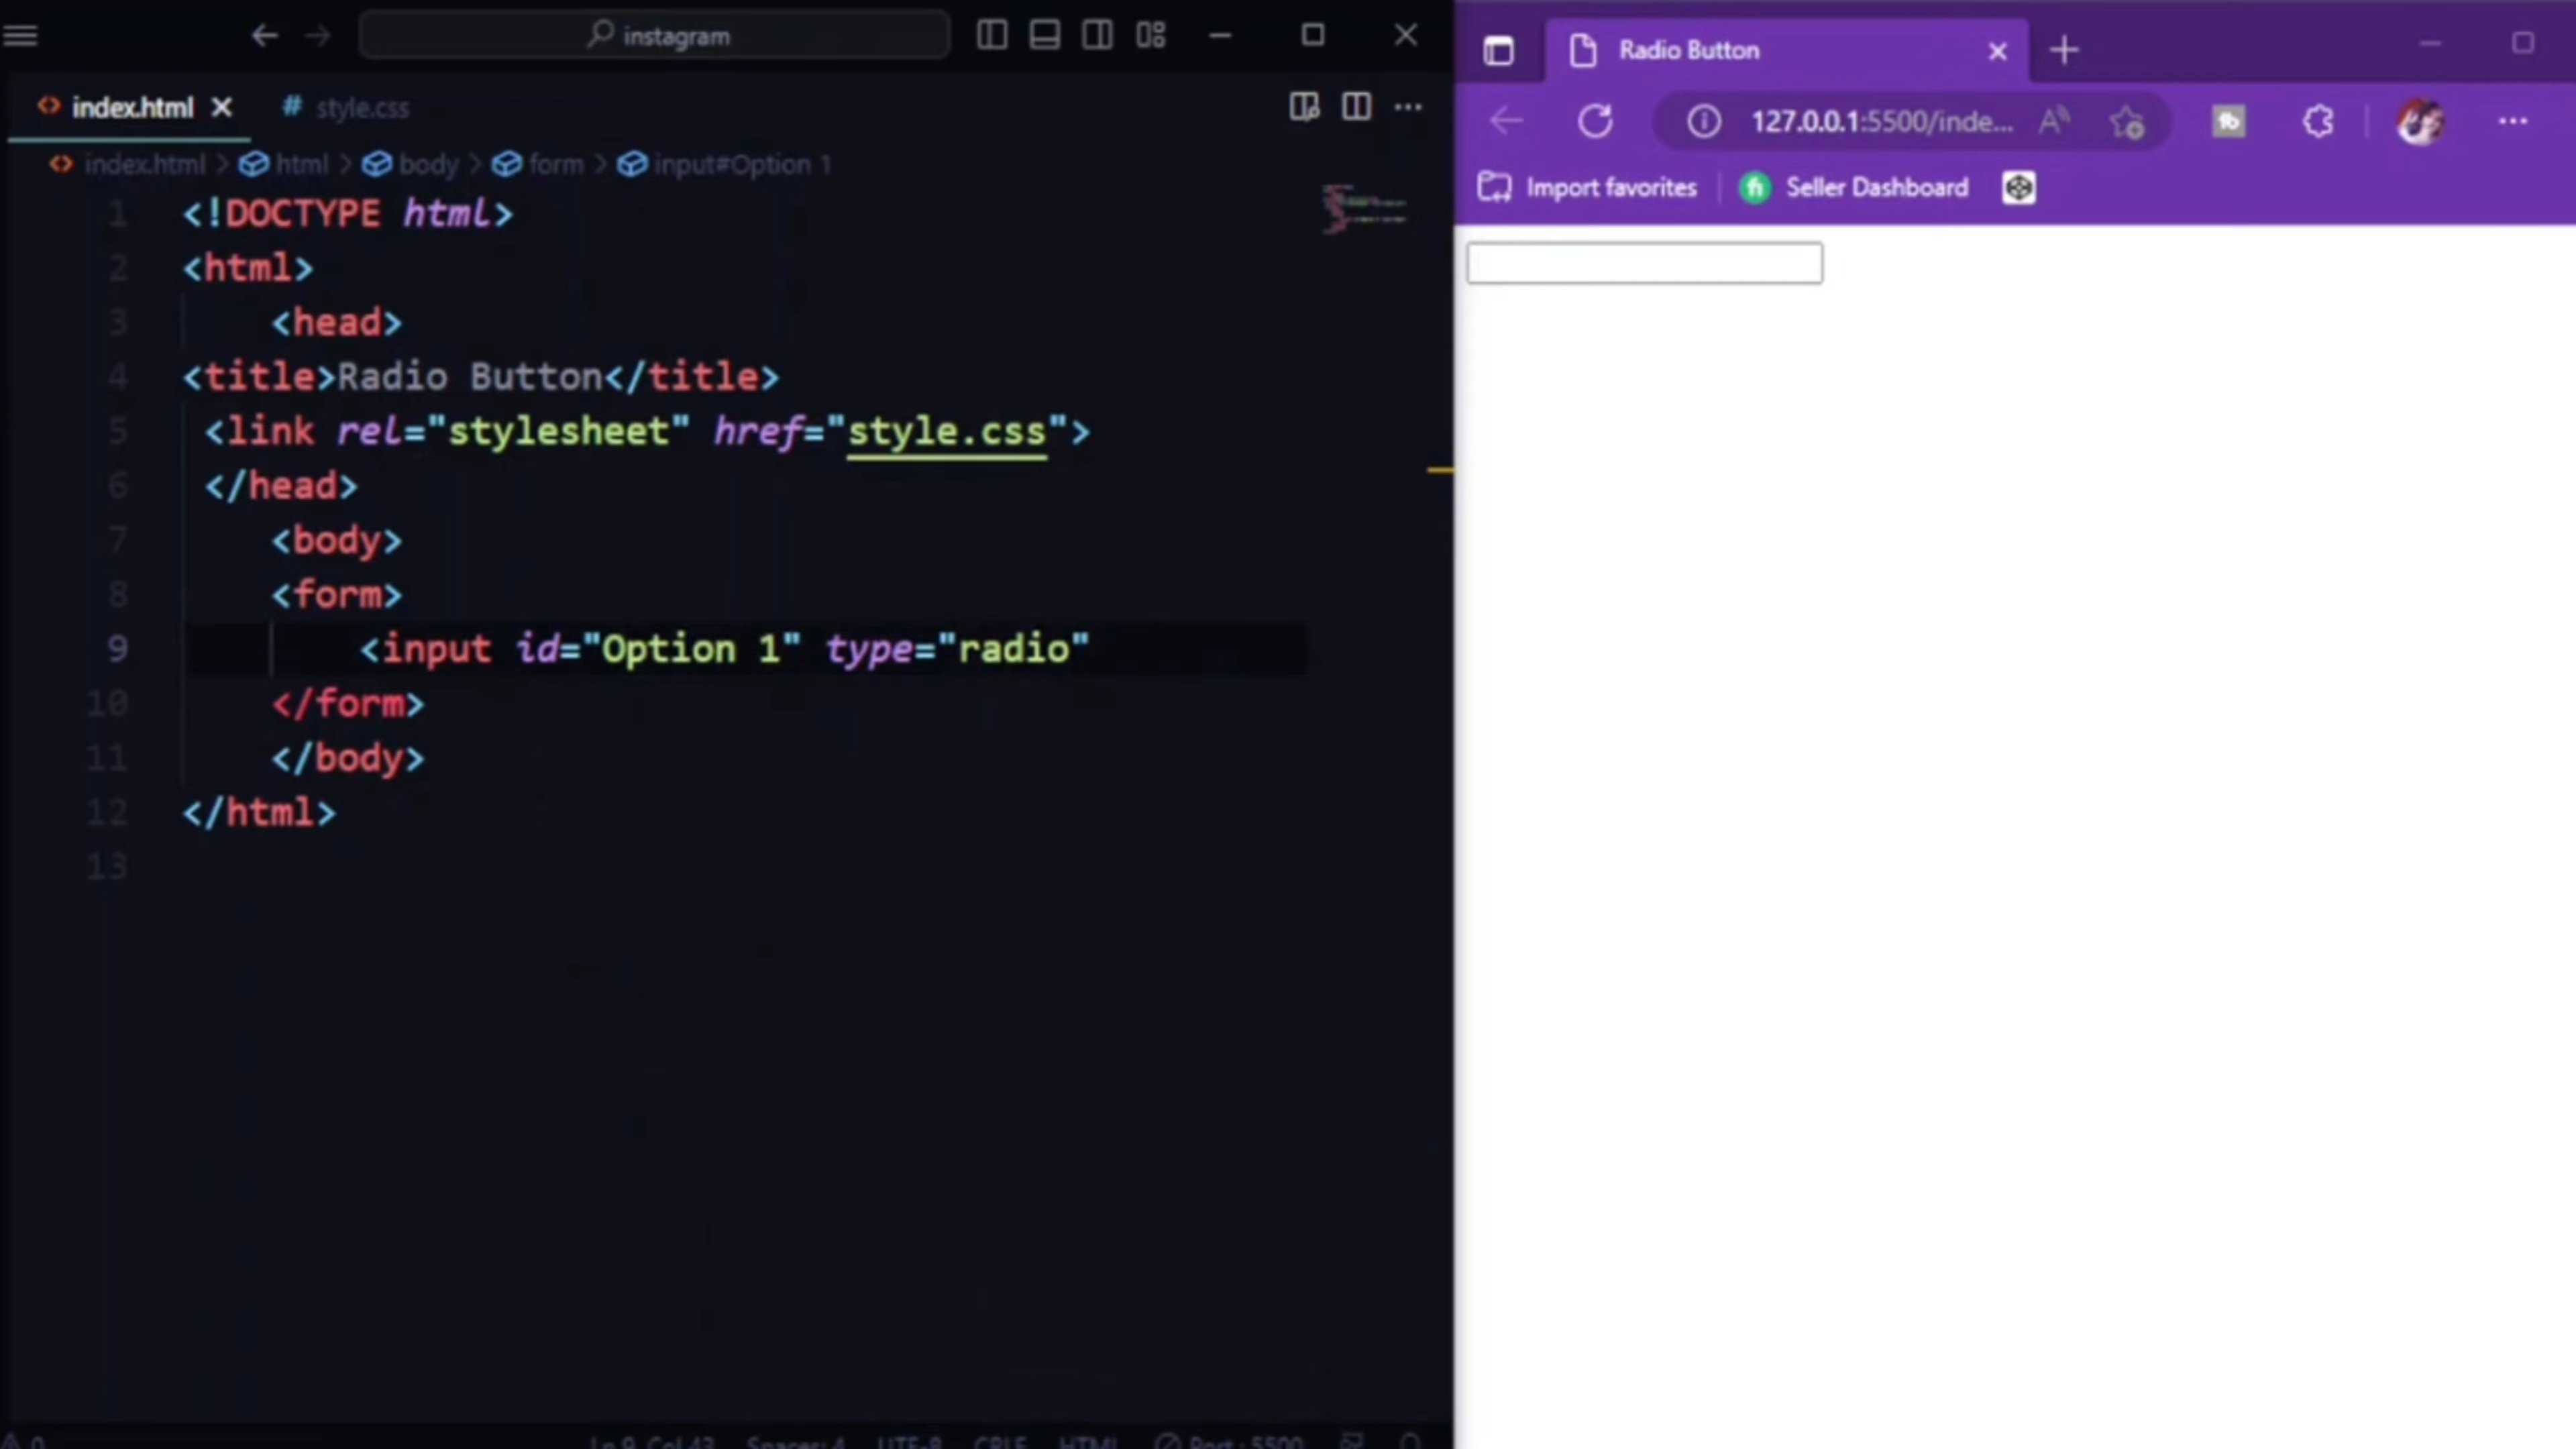 instagram
index.html
# style.css
index.html > html > body > form > input#Option 1
1 <!DOCTYPE html>
2 <html>
3 <head>
4 <title>Radio Button</title>
5 <link rel="stylesheet" href="style.css">
6 </head>
7 <body>
8 <form>
9 <input id="Option 1" type="radio"
10 </form>
11 </body>
12 </html>
13
Radio Button
127.0.0.1:5500/inde...
Import favorites
fi Seller Dashboard